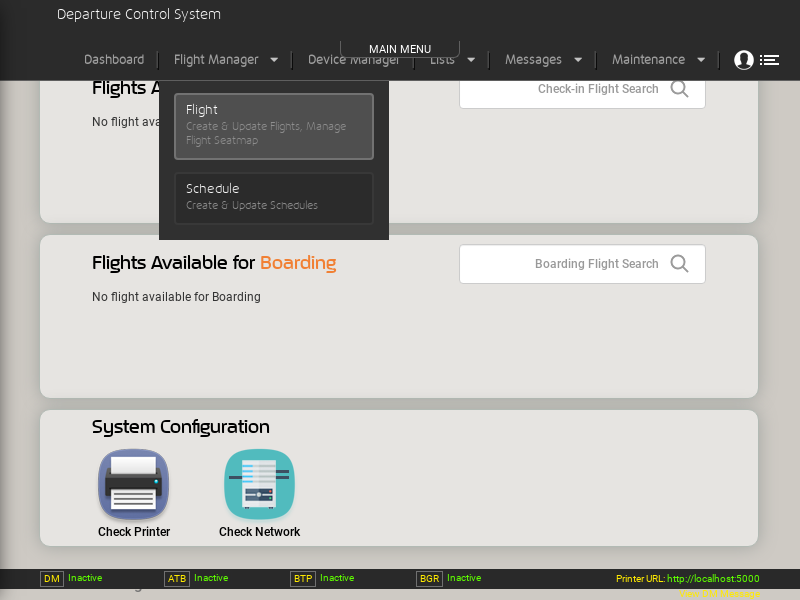 Departure Control System
MAIN MENU
Dashboard
Flight Manager
Device Manager
Lists
Messages
Maintenance
Flights A
Check-in Flight Search
No flight ava
Flight
Create & Update Flights, Manage
Flight Seatmap
Schedule
Create & Update Schedules
Flights Available for Boarding
Boarding Flight Search
No flight available for Boarding
System Configuration
Check Printer
Check Network
DM Inactive
ATB Inactive
BTP Inactive
BGR Inactive
Printer URL: http://localhost:5000
View DM Message